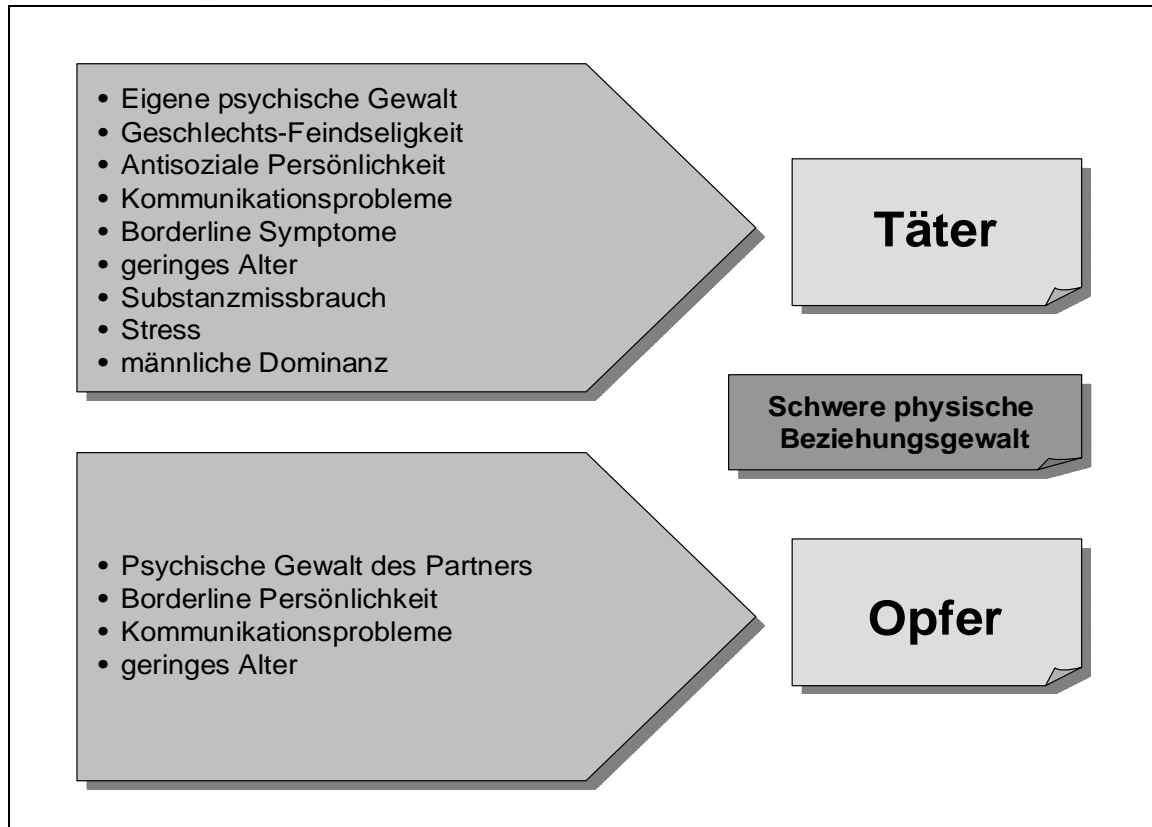 • Eigene psychische Gewalt
• Geschlechts-Feindseligkeit
• Antisoziale Persönlichkeit
• Kommunikationsprobleme
• Borderline Symptome
• geringes Alter
• Substanzmissbrauch
• Stress
• männliche Dominanz
Täter
Schwere physische
Beziehungsgewalt
• Psychische Gewalt des Partners
• Borderline Persönlichkeit
• Kommunikationsprobleme
• geringes Alter
Opfer